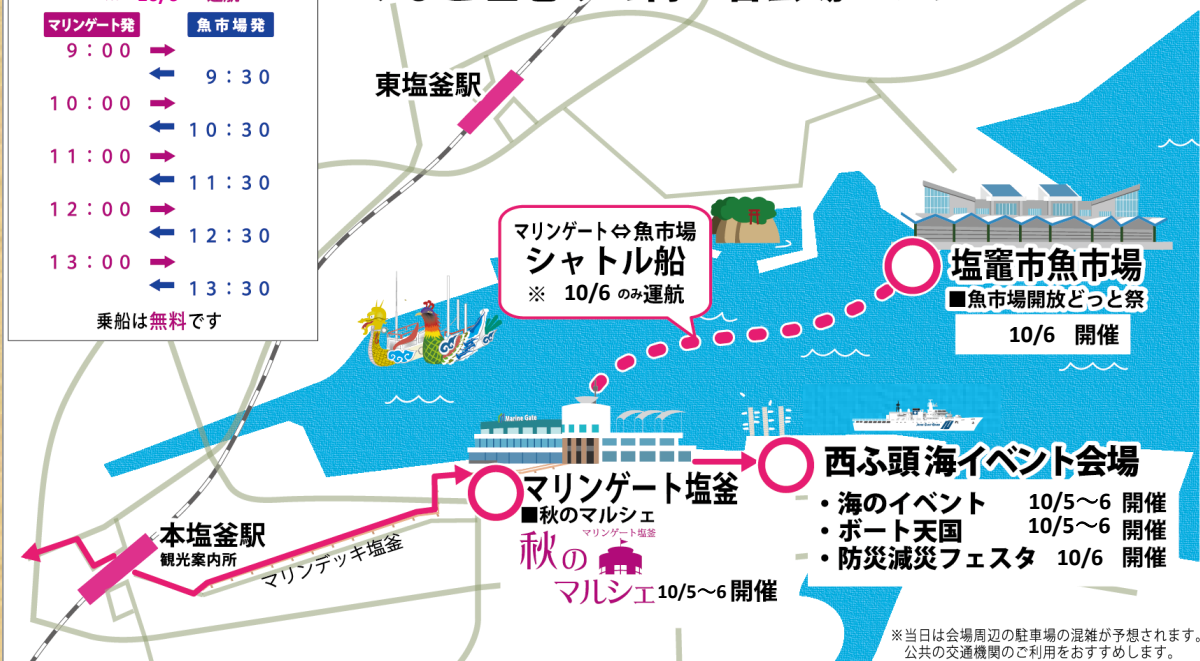 運航
マリンゲート発
魚市場発
9：00 →
← 9：30
10：00 →
← 10：30
11：00 →
← 11：30
12：00 →
← 12：30
13：00 →
← 13：30
乗船は無料です
東塩釜駅
マリンゲート⇔魚市場
シャトル船
※ 10/6 のみ運航
塩竈市魚市場
■魚市場開放どっと祭
10/6 開催
Marine Gate
西ふ頭 海イベント会場
・海のイベント 10/5～6 開催
・ボート天国 10/5～6 開催
・防災減災フェスタ 10/6 開催
マリンゲート塩釜
■秋のマルシェ
マリンゲート塩釜
秋の
マルシェ 10/5～6 開催
本塩釜駅
観光案内所
マリンデッキ塩釜
※当日は会場周辺の駐車場の混雑が予想されます。
公共の交通機関のご利用をおすすめします。